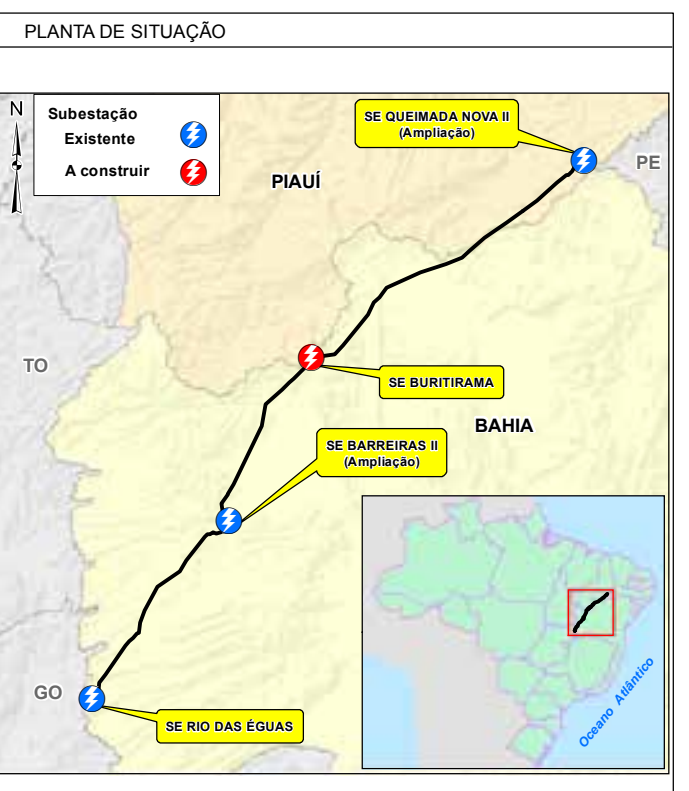 PLANTA DE SITUAÇÃO
N
Subestação
Existente
A construir
SE QUEIMADA NOVA II
(Ampliação)
PE
PIAUÍ
TO
SE BURITIRAMA
BAHIA
SE BARREIRAS II
(Ampliação)
GO
SE RIO DAS ÉGUAS
Oceano Atlântico